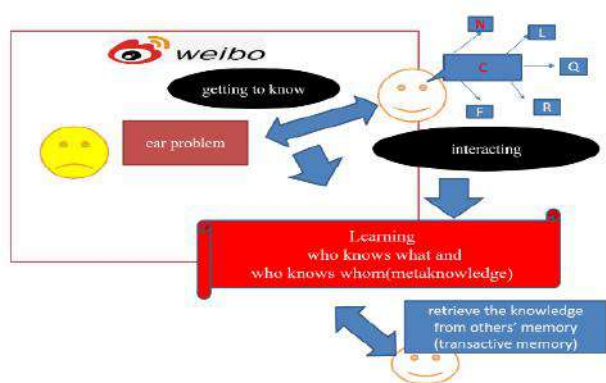 weibo
N
L
getting to know
C
Q
F
R
ear problem
interacting
Learning
who knows what and
who knows whom(metaknowledge)
retrieve the knowledge
from others' memory
(transactive memory)